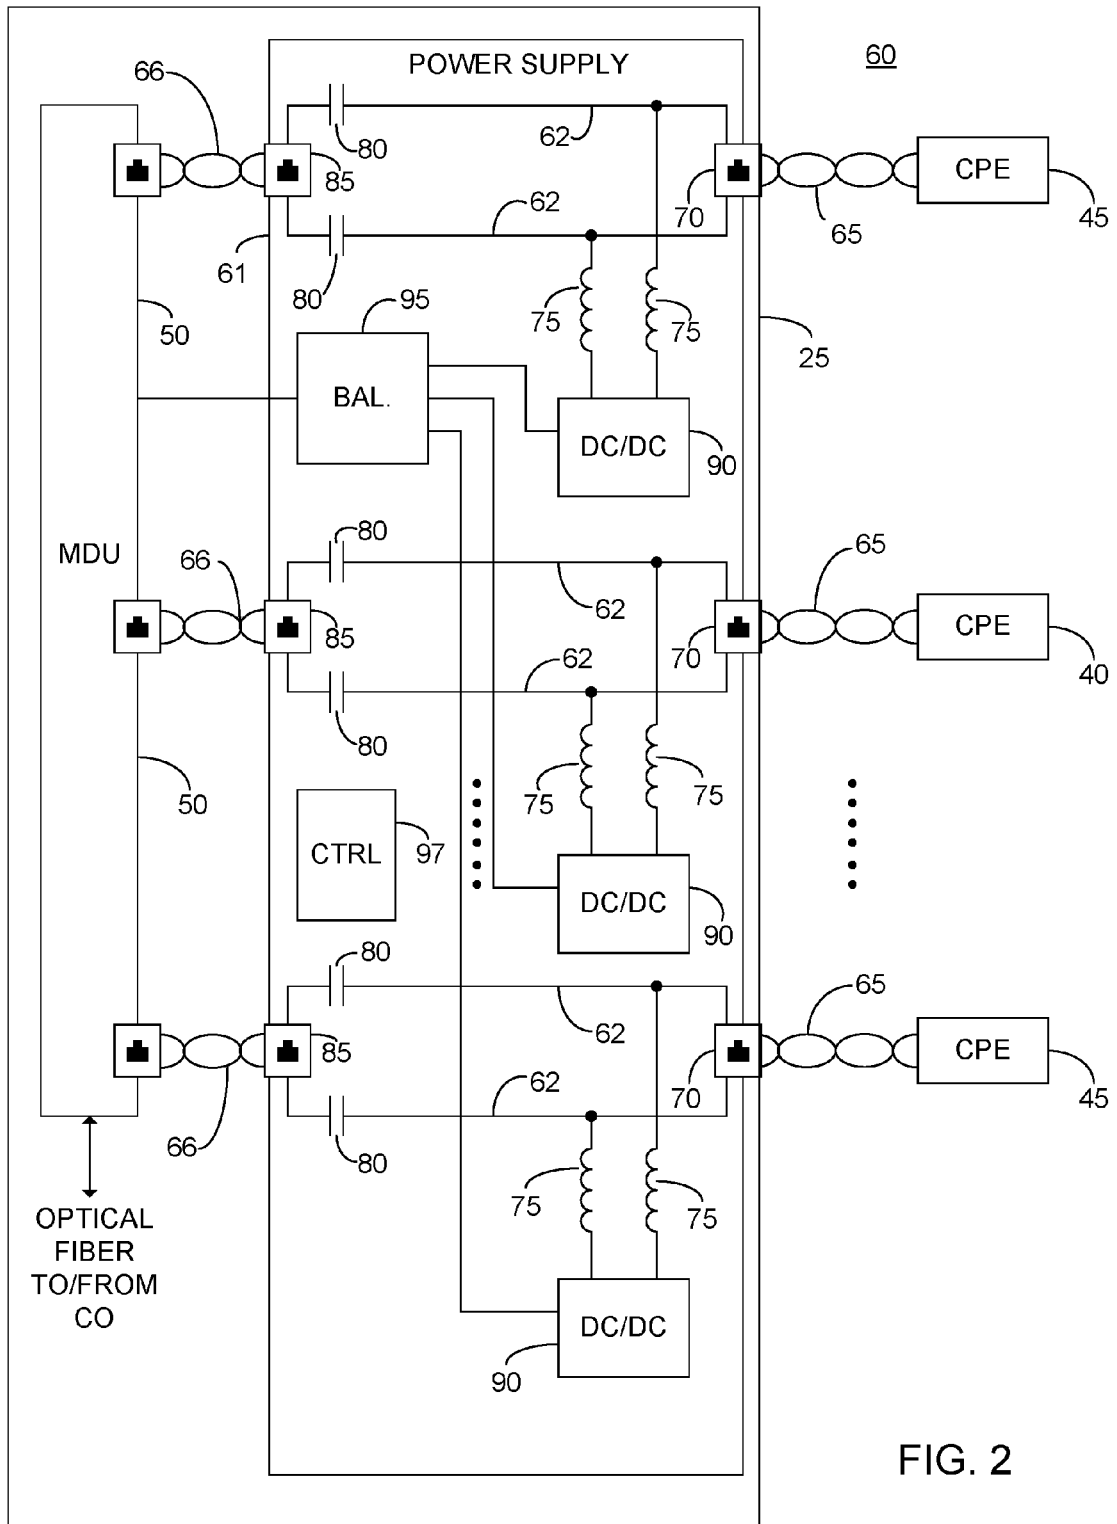 POWER SUPPLY
60
66
80
62
85
70
CPE
45
65
62
61
80
75
75
50
95
25
BAL.
DC/DC
90
80
MDU
66
65
62
CPE
85
70
40
62
80
75
75
50
CTRL
97
DC/DC
90
80
65
62
85
CPE
70
45
62
66
80
75
75
OPTICAL
FIBER
TO/FROM
CO
DC/DC
90
FIG. 2